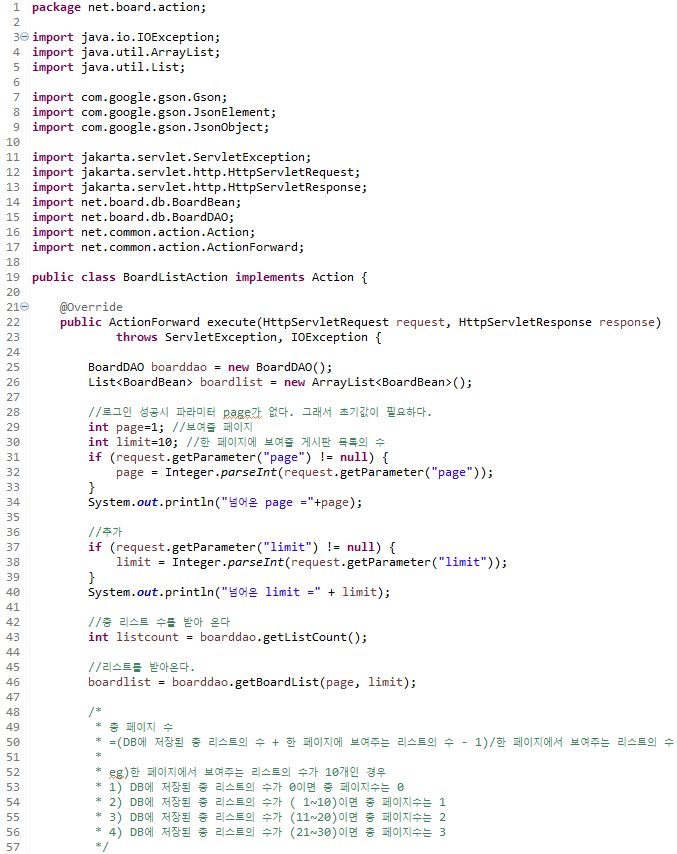 1 package net.board.action;
2
3 import java.io.IOException;
4 import java.util.ArrayList;
5 import java.util.List;
6
7 import com.google.gson.Gson;
8 import com.google.gson.JsonElement;
9 import com.google.gson.JsonObject;
10
11 import jakarta.servlet.ServletException;
12 import jakarta.servlet.http.HttpServletRequest;
13 import jakarta.servlet.http.HttpServletResponse;
14 import net.board.db.BoardBean;
15 import net.board.db.BoardDAO;
16 import net.common.action.Action;
17 import net.common.action.ActionForward;
18
19 public class BoardListAction implements Action {
20
21     @Override
22     public ActionForward execute(HttpServletRequest request, HttpServletResponse response)
23             throws ServletException, IOException {
24
25         BoardDAO boarddao = new BoardDAO();
26         List<BoardBean> boardlist = new ArrayList<BoardBean>();
27
28         //로그인 성공시 파라미터 page가 없다. 그래서 초기값이 필요하다.
29         int page=1; //보여줄 페이지
30         int limit=10; //한 페이지에 보여줄 게시판 목록의 수
31         if (request.getParameter("page") != null) {
32             page = Integer.parseInt(request.getParameter("page"));
33         }
34         System.out.println("넘어온 page ="+page);
35
36         //추가
37         if (request.getParameter("limit") != null) {
38             limit = Integer.parseInt(request.getParameter("limit"));
39         }
40         System.out.println("넘어온 limit =" + limit);
41
42         //총 리스트 수를 받아 온다
43         int listcount = boarddao.getListCount();
44
45         //리스트를 받아온다.
46         boardlist = boarddao.getBoardList(page, limit);
47
48         /*
49          * 총 페이지 수
50          * =(DB에 저장된 총 리스트의 수 + 한 페이지에 보여주는 리스트의 수 - 1)/한 페이지에서 보여주는 리스트의 수
51          *
52          * eg)한 페이지에서 보여주는 리스트의 수가 10개인 경우
53          * 1) DB에 저장된 총 리스트의 수가 0이면 총 페이지수는 0
54          * 2) DB에 저장된 총 리스트의 수가 ( 1~10)이면 총 페이지수는 1
55          * 3) DB에 저장된 총 리스트의 수가 (11~20)이면 총 페이지수는 2
56          * 4) DB에 저장된 총 리스트의 수가 (21~30)이면 총 페이지수는 3
57          */